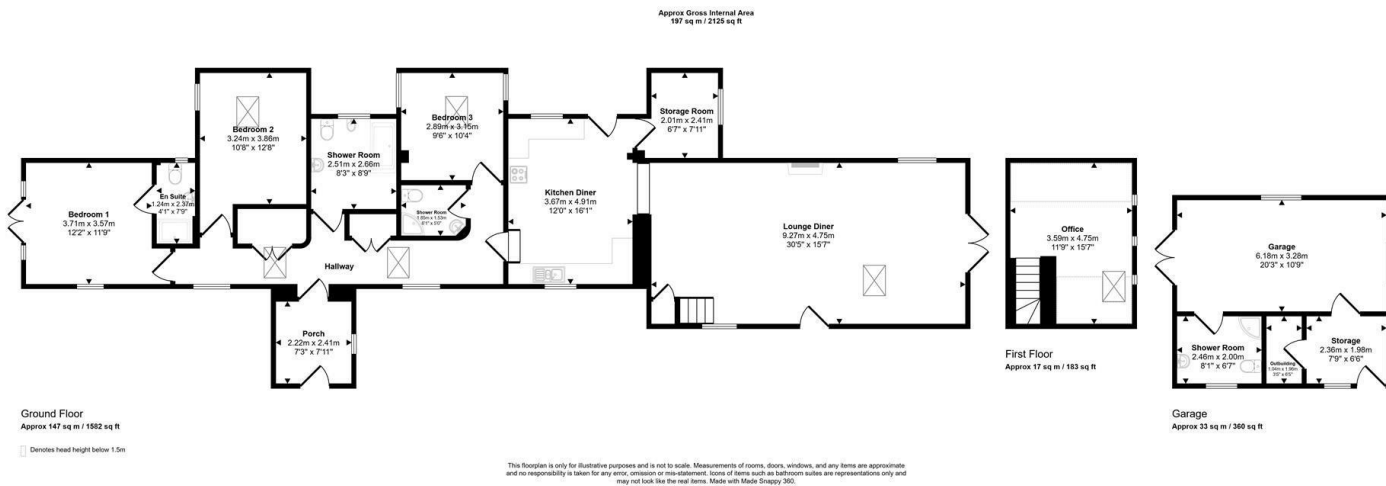 Approx Gross Internal Area
197 sq m / 2125 sq ft
Bedroom 2
3.24m x 3.86m
10'8" x 12'8"
Bedroom 3
2.89m x 3.15m
9'6" x 10'4"
Storage Room
2.01m x 2.41m
6'7" x 7'11"
Shower Room
2.51m x 2.66m
8'3" x 8'9"
En Suite
1.24m x 2.37m
4'1" x 7'9"
Bedroom 1
3.71m x 3.57m
12'2" x 11'9"
Shower Room
1.85m x 1.53m
6'1" x 5'0"
Kitchen Diner
3.67m x 4.91m
12'0" x 16'1"
Lounge Diner
9.27m x 4.75m
30'5" x 15'7"
Hallway
Porch
2.22m x 2.41m
7'3" x 7'11"
Office
3.59m x 4.75m
11'9" x 15'7"
Garage
6.18m x 3.28m
20'3" x 10'9"
Shower Room
2.46m x 2.00m
8'1" x 6'7"
Outbuilding
Storage
2.36m x 1.98m
7'9" x 6'6"
First Floor
Approx 17 sq m / 183 sq ft
Ground Floor
Approx 147 sq m / 1582 sq ft
Garage
Approx 33 sq m / 360 sq ft
Denotes head height below 1.5m
This floorplan is only for illustrative purposes and is not to scale. Measurements of rooms, doors, windows, and any items are approximate
and no responsibility is taken for any error, omission or mis-statement. Icons of items such as bathroom suites are representations only and
may not look like the real items. Made with Made Snappy 360.